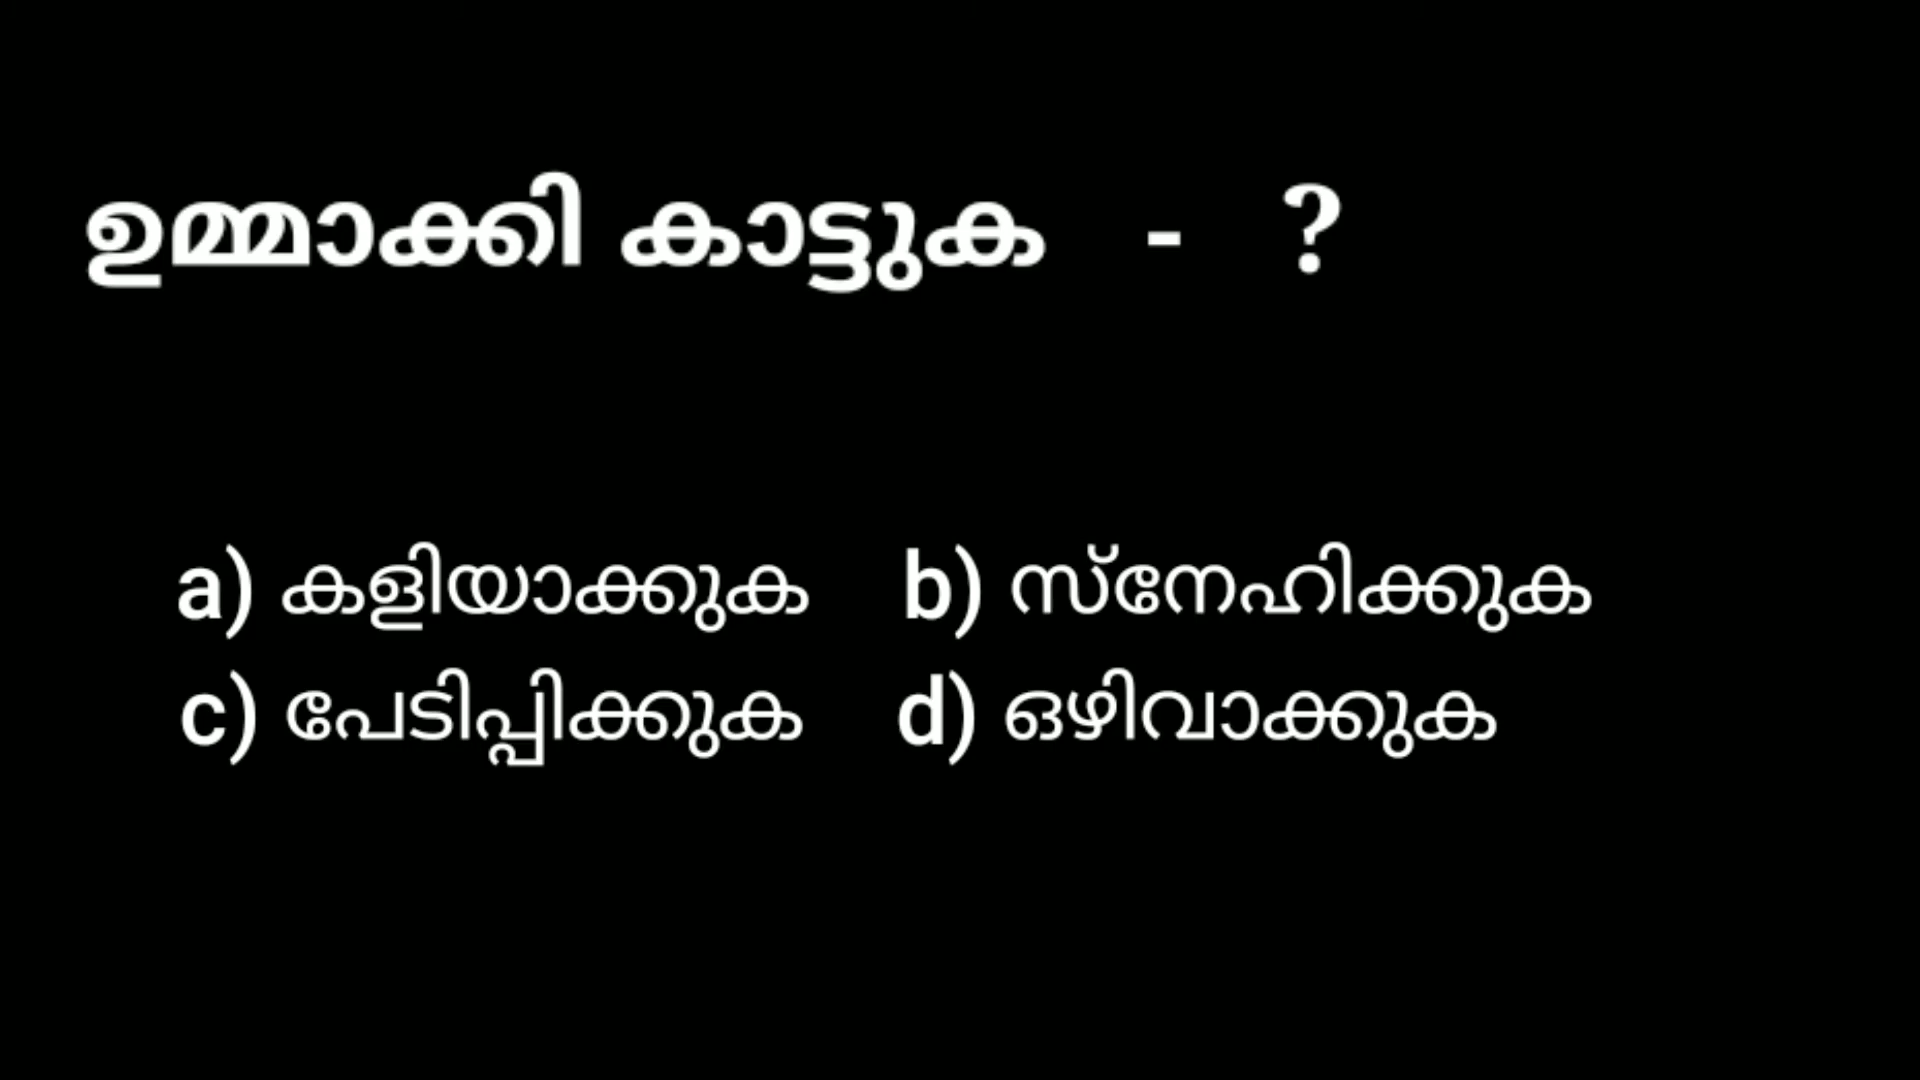 ഉമ്മാക്കി കാട്ടുക - ?
a) കളിയാക്കുക b) സ്നേഹിക്കുക
c) പേടിപ്പിക്കുക d) ഒഴിവാക്കുക